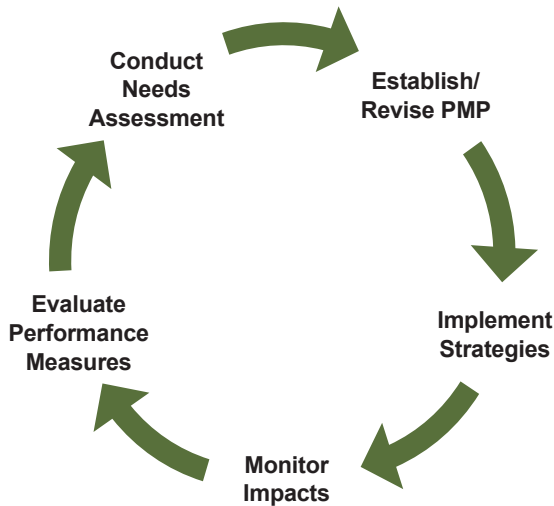 Conduct
Needs
Assessment
Establish/
Revise PMP
Implement
Strategies
Monitor
Impacts
Evaluate
Performance
Measures